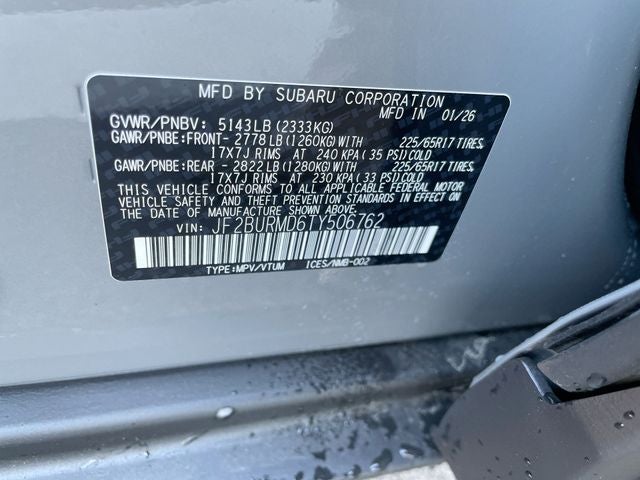 MFD BY SUBARU CORPORATION
MFD IN 01/26
GVWR/PNBV: 5143LB (2333KG)
GAWR/PNBE:FRONT- 2778LB (1260KG)WITH 225/65R17 TIRES,
17X7J RIMS AT 240 KPA (35 PSI)COLD
GAWR/PNBE:REAR - 2822LB (1280KG)WITH 225/65R17 TIRES,
17X7J RIMS AT 230 KPA (33 PSI)COLD
THIS VEHICLE CONFORMS TO ALL APPLICABLE FEDERAL MOTOR
VEHICLE SAFETY AND THEFT PREVENTION STANDARDS IN EFFECT ON
THE DATE OF MANUFACTURE SHOWN ABOVE.
VIN: JF2BURMD6TY506762
TYPE:MPV/VTUM ICES/NMB-002